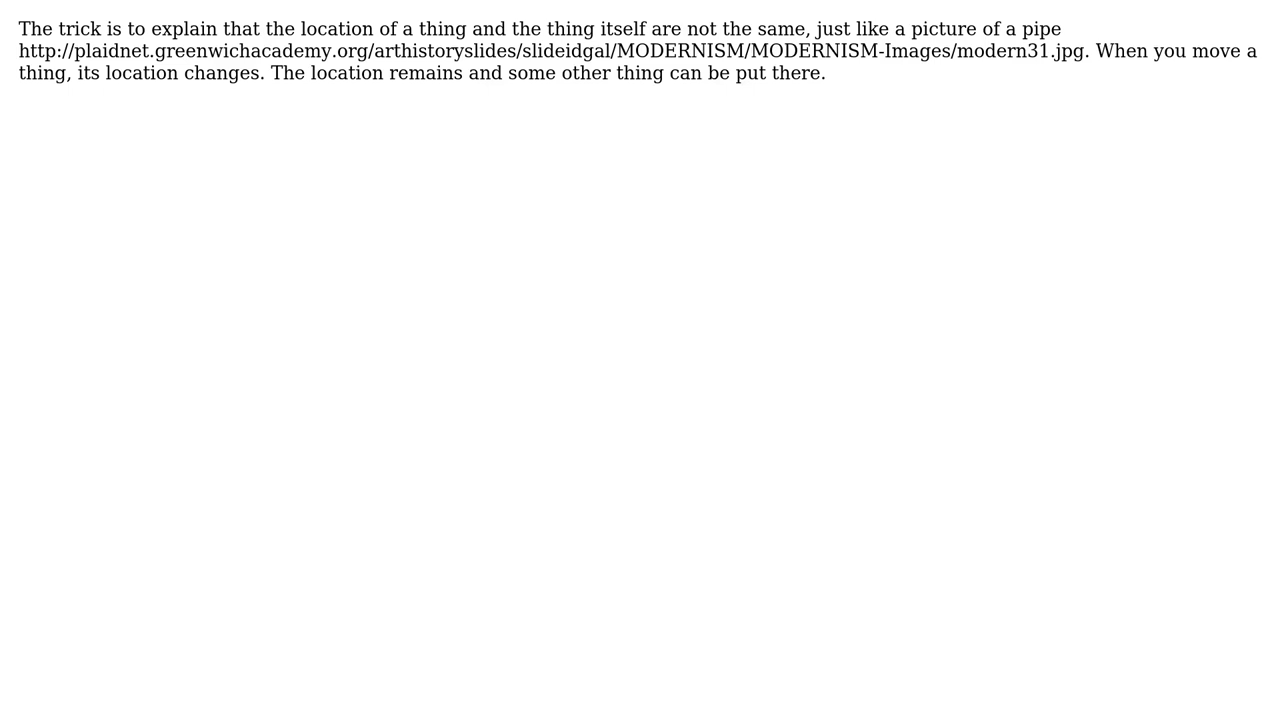 The trick is to explain that the location of a thing and the thing itself are not the same, just like a picture of a pipe
http://plaidnet.greenwichacademy.org/arthistoryslides/slideidgal/MODERNISM/MODERNISM-Images/modern31.jpg. When you move a
thing, its location changes. The location remains and some other thing can be put there.